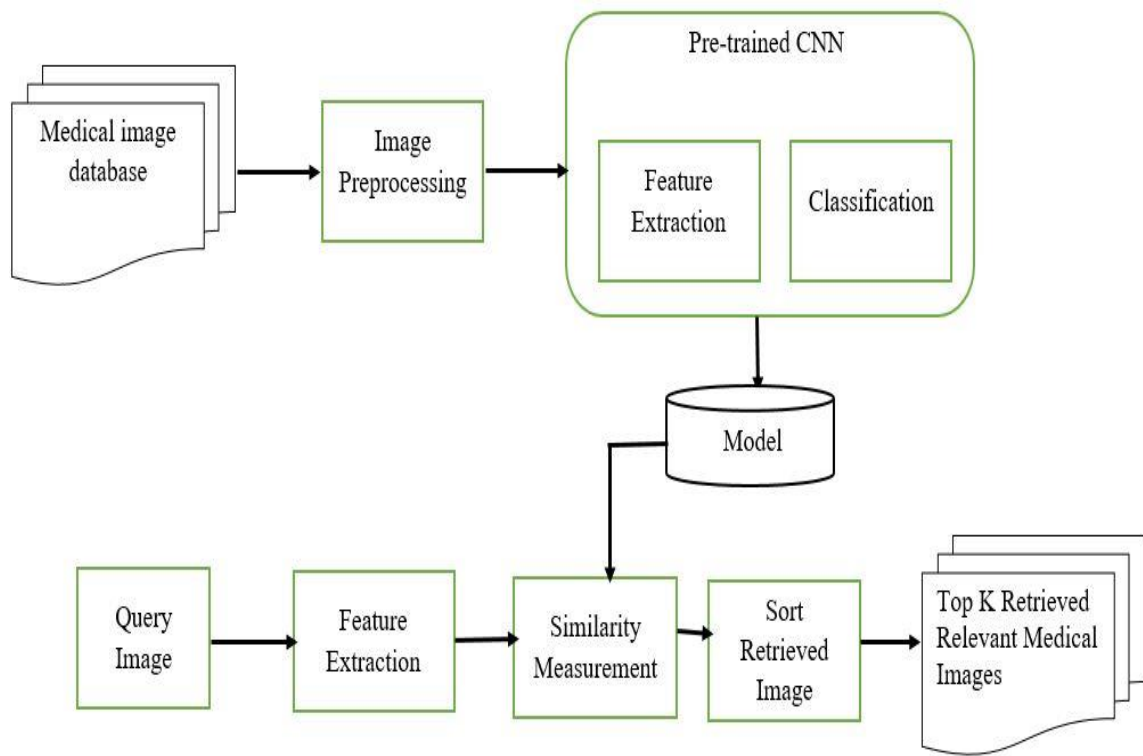 Pre-trained CNN
Medical image
database
Image
Preprocessing
Feature
Extraction
Classification
Model
Query
Image
Feature
Extraction
Similarity
Measurement
Sort
Retrieved
Image
Top K Retrieved
Relevant Medical
Images